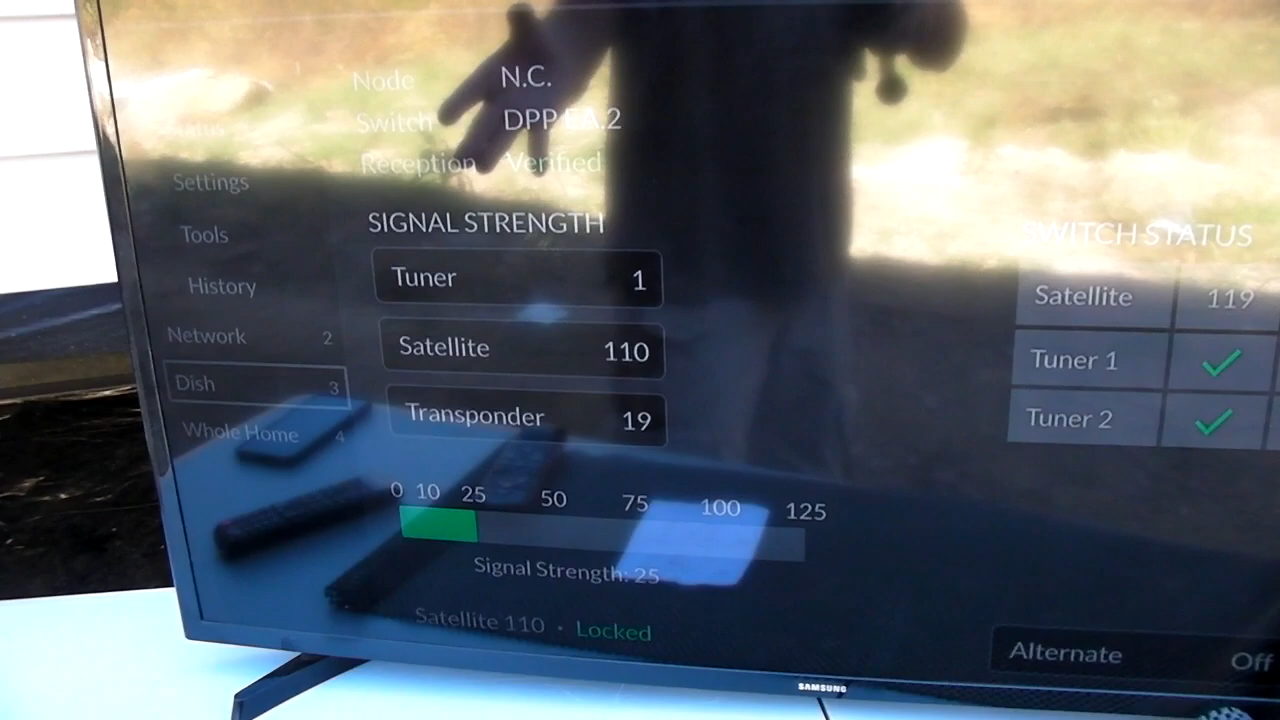 Node N.C.
Switch DPP EA.2
Reception Verified
Settings
Tools
History
Network 2
Dish 3
Whole Home 4
SIGNAL STRENGTH
Tuner 1
Satellite 110
Transponder 19
0 10 25 50 75 100 125
Signal Strength: 25
Satellite 110 • Locked
SWITCH STATUS
Satellite 119
Tuner 1
Tuner 2
Alternate Off
SAMSUNG